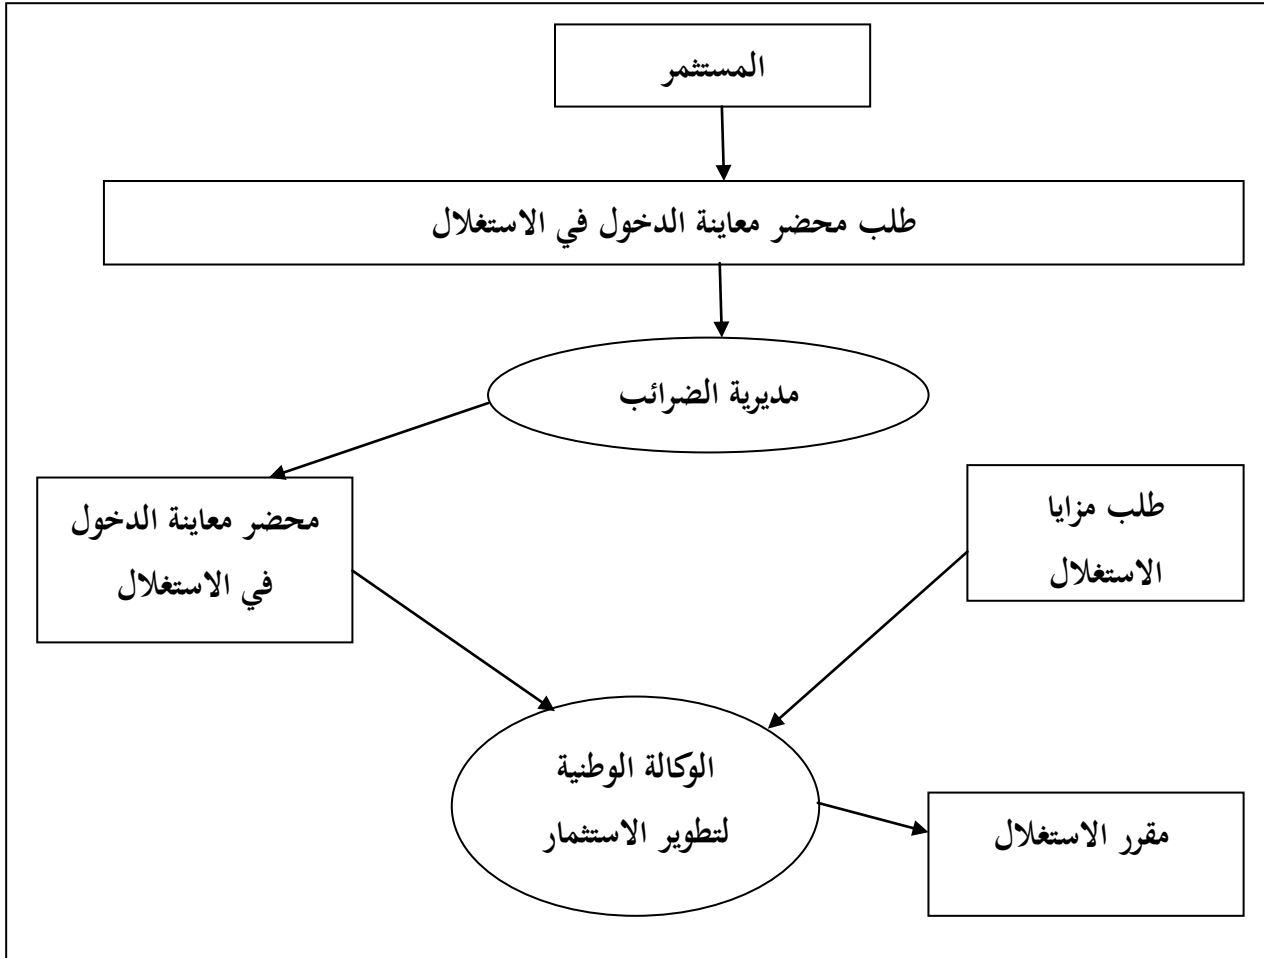 المستثمر
طلب محضر معاينة الدخول في الاستغلال
مديرية الضرائب
محضر معاينة الدخول
في الاستغلال
طلب مزايا
الاستغلال
الوكالة الوطنية
لتطوير الاستثمار
مقرر الاستغلال